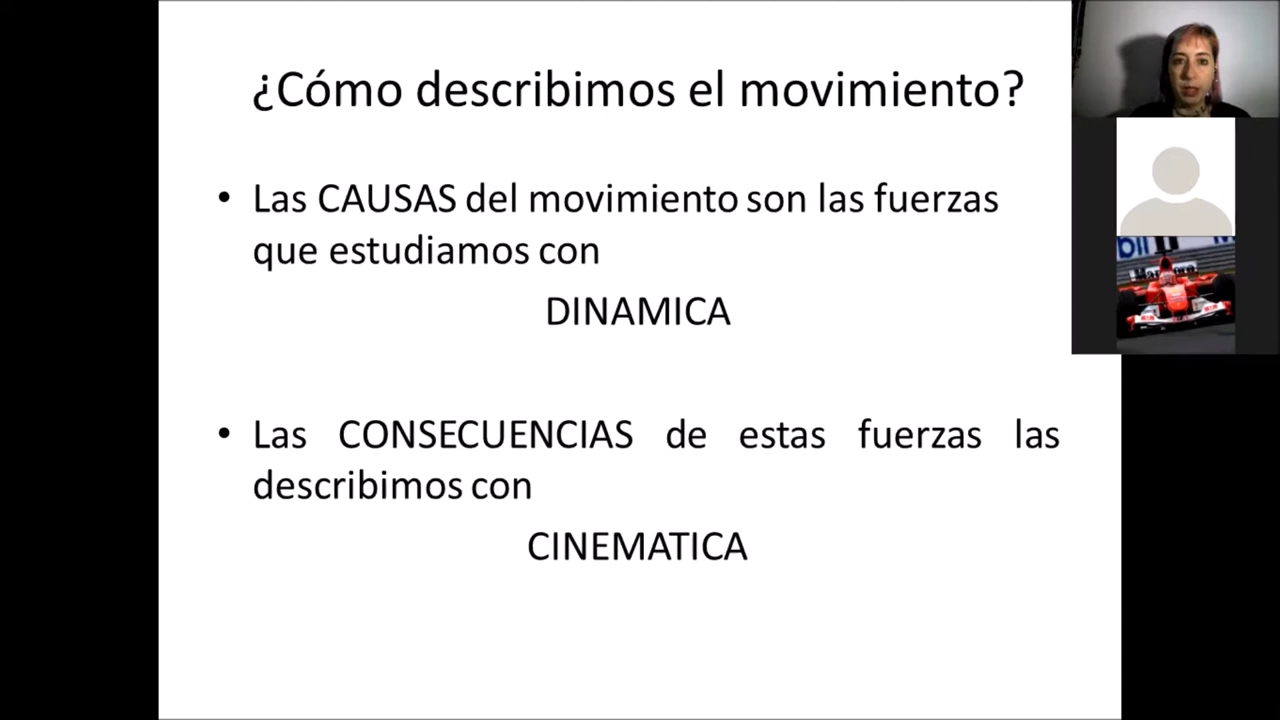 ¿Cómo describimos el movimiento?
• Las CAUSAS del movimiento son las fuerzas
que estudiamos con
DINAMICA
• Las CONSECUENCIAS de estas fuerzas las
describimos con
CINEMATICA